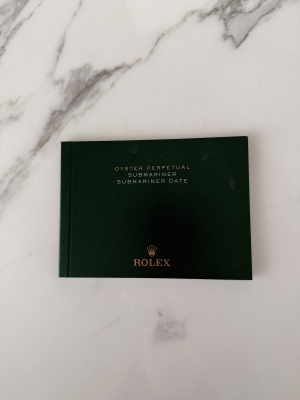 OYSTER PERPETUAL
SUBMARINER
SUBMARINER DATE
ROLEX